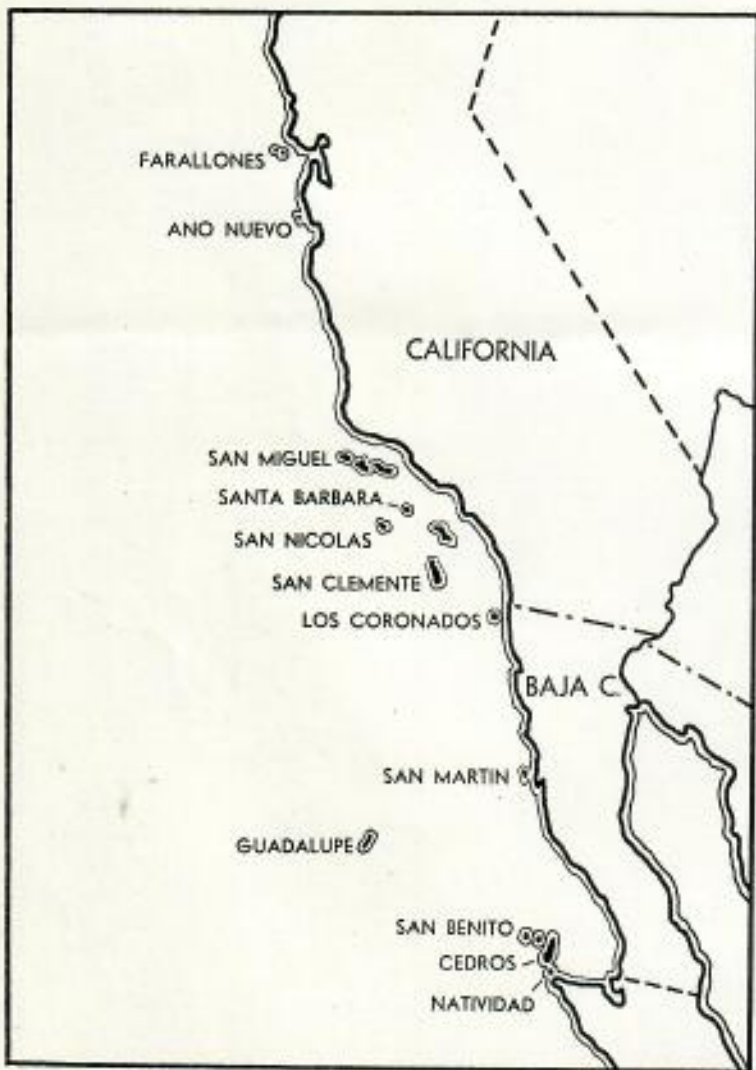 FARALLONES
ANO NUEVO
CALIFORNIA
SAN MIGUEL
SANTA BARBARA
SAN NICOLAS
SAN CLEMENTE
LOS CORONADOS
BAJA C.
SAN MARTIN
GUADALUPE
SAN BENITO
CEDROS
NATIVIDAD